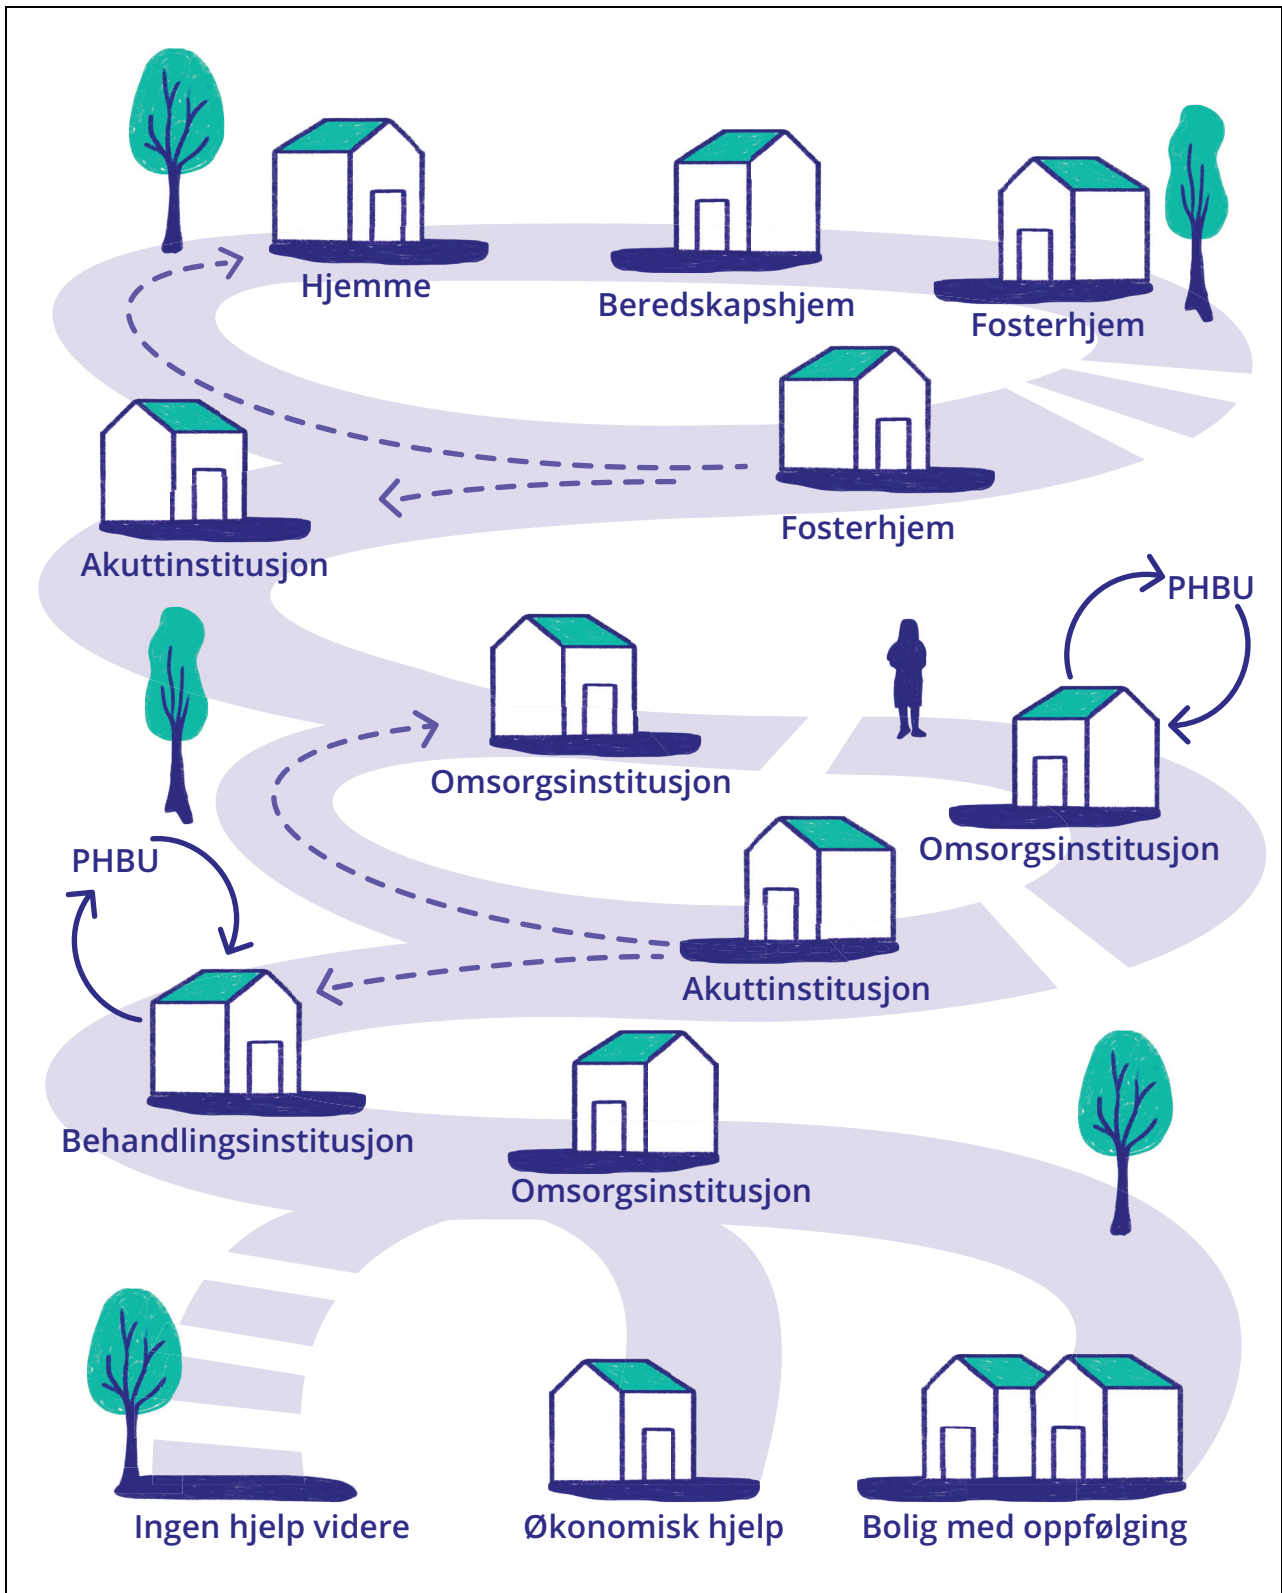 Hjemme
Beredskapshjem
Fosterhjem
Fosterhjem
Akuttinstitusjon
PHBU
Omsorgsinstitusjon
Omsorgsinstitusjon
PHBU
Akuttinstitusjon
Behandlingsinstitusjon
Omsorgsinstitusjon
Ingen hjelp videre
Økonomisk hjelp
Bolig med oppfølging